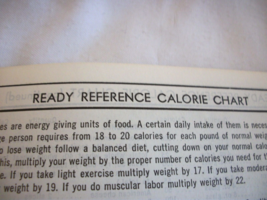 READY REFERENCE CALORIE CHART
es are energy giving units of food. A certain daily intake of them is neces
e person requires from 18 to 20 calories for each pound of normal weig
o lose weight follow a balanced diet, cutting down on your normal calo
his, multiply your weight by the proper number of calories you need for t
e. If you take light exercise multiply by 17. If you take modera
weight by 19. If you do muscular labor multiply by 22.